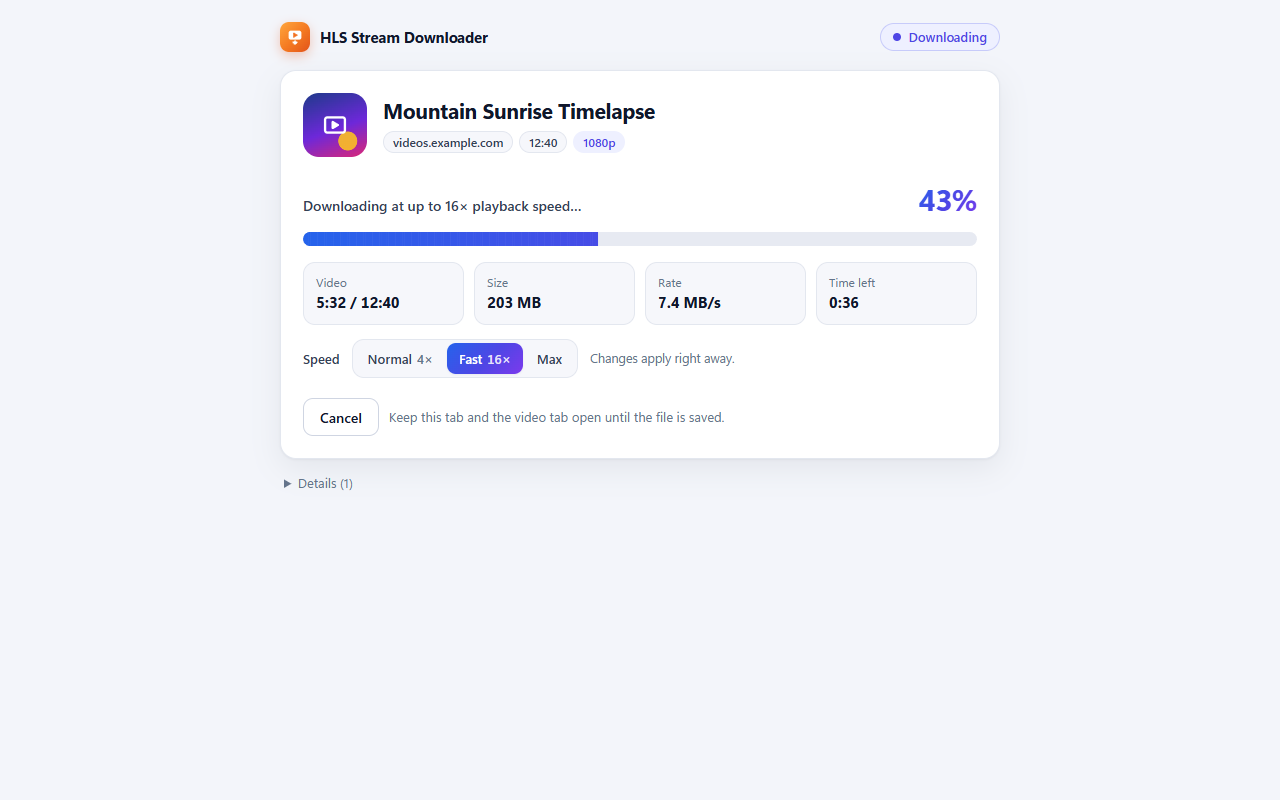 HLS Stream Downloader
Downloading
Mountain Sunrise Timelapse
videos.example.com 12:40 1080p
Downloading at up to 16× playback speed...
43%
Video Size Rate Time left
5:32 / 12:40 203 MB 7.4 MB/s 0:36
Speed Normal 4× Fast 16× Max Changes apply right away.
Cancel Keep this tab and the video tab open until the file is saved.
Details (1)